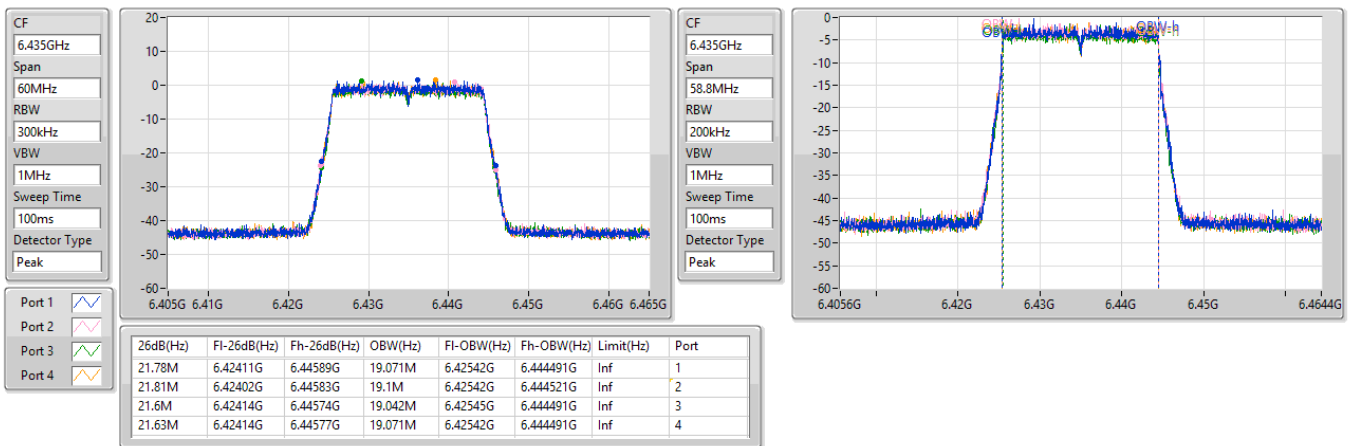 CF
6.435GHz
Span
60MHz
RBW
300kHz
VBW
1MHz
Sweep Time
100ms
Detector Type
Peak
20
10
0
-10
-20
-30
-40
-50
-60
6.405G 6.41G 6.42G 6.43G 6.44G 6.45G 6.46G 6.465G
CF
6.435GHz
Span
58.8MHz
RBW
200kHz
VBW
1MHz
Sweep Time
100ms
Detector Type
Peak
0
-5
-10
-15
-20
-25
-30
-35
-40
-45
-50
-55
-60
OBW-h
6.4056G 6.42G 6.43G 6.44G 6.45G 6.4644G
Port 1
Port 2
Port 3
Port 4
26dB(Hz) Fl-26dB(Hz) Fh-26dB(Hz) OBW(Hz) Fl-OBW(Hz) Fh-OBW(Hz) Limit(Hz) Port
21.78M 6.42411G 6.44589G 19.071M 6.42542G 6.444491G Inf 1
21.81M 6.42402G 6.44583G 19.1M 6.42542G 6.444521G Inf 2
21.6M 6.42414G 6.44574G 19.042M 6.42545G 6.444491G Inf 3
21.63M 6.42414G 6.44577G 19.071M 6.42542G 6.444491G Inf 4